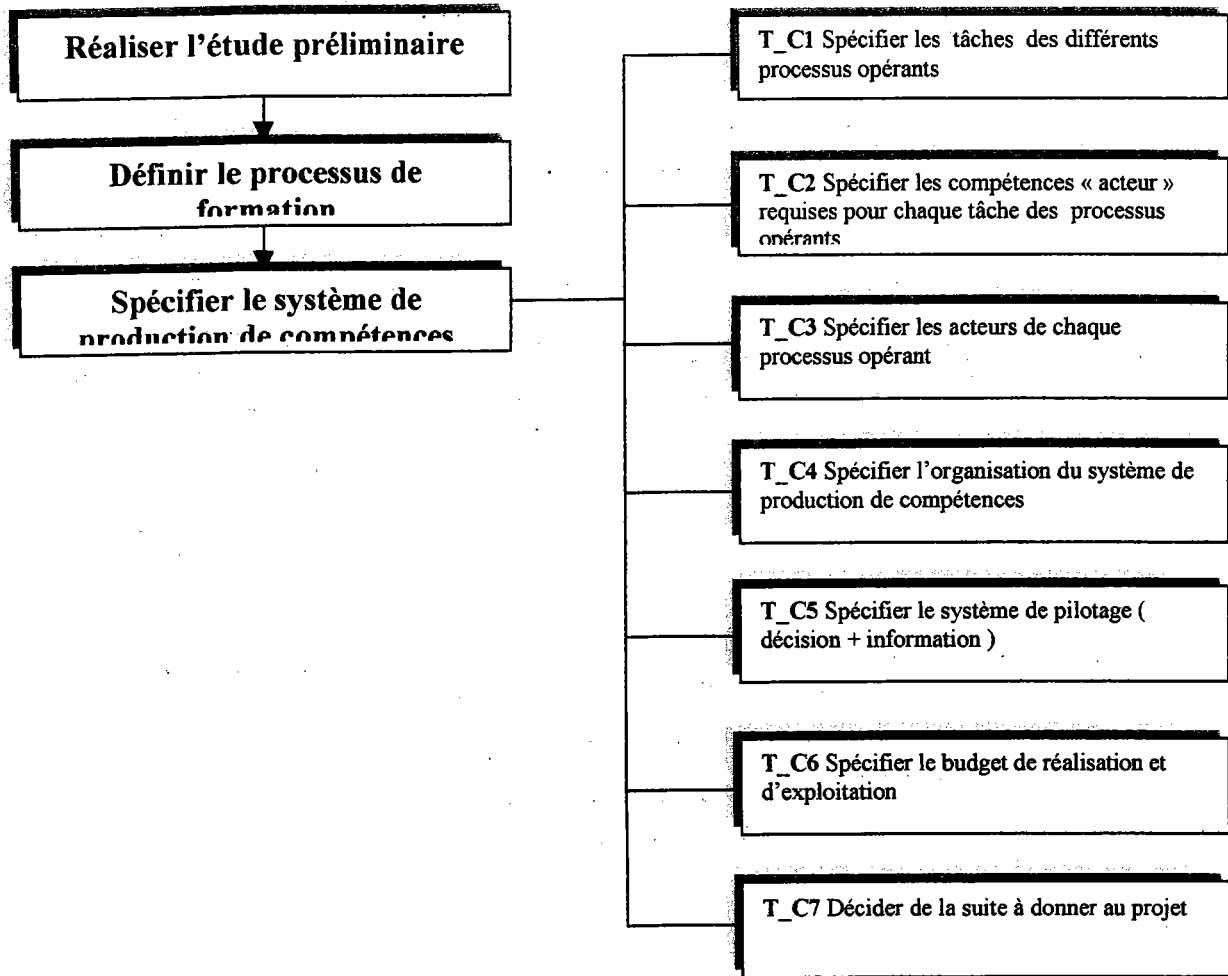 Réaliser l'étude préliminaire
Définir le processus de
formation
Spécifier le système de
production de compétences
T_C1 Spécifier les tâches des différents
processus opérants
T_C2 Spécifier les compétences « acteur »
requises pour chaque tâche des processus
opérants
T_C3 Spécifier les acteurs de chaque
processus opérant
T_C4 Spécifier l'organisation du système de
production de compétences
T_C5 Spécifier le système de pilotage (
décision + information )
T_C6 Spécifier le budget de réalisation et
d'exploitation
T_C7 Décider de la suite à donner au projet